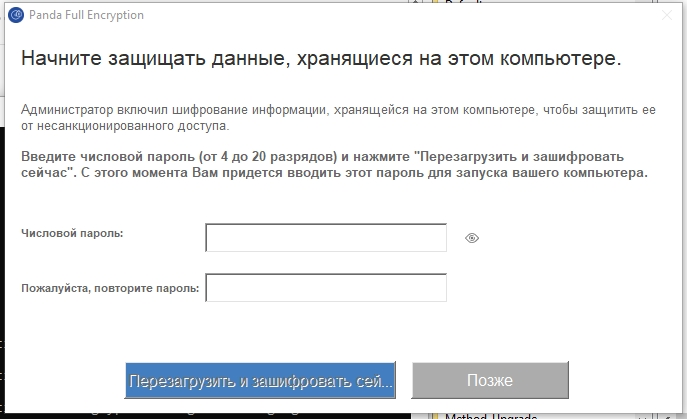 Panda Full Encryption
Начните защищать данные, хранящиеся на этом компьютере.
Администратор включил шифрование информации, хранящейся на этом компьютере, чтобы защитить ее
от несанкционированного доступа.
Введите числовой пароль (от 4 до 20 разрядов) и нажмите "Перезагрузить и зашифровать
сейчас". С этого момента Вам придется вводить этот пароль для запуска вашего компьютера.
Числовой пароль:
Пожалуйста, повторите пароль:
Перезагрузить и зашифровать сей... Позже